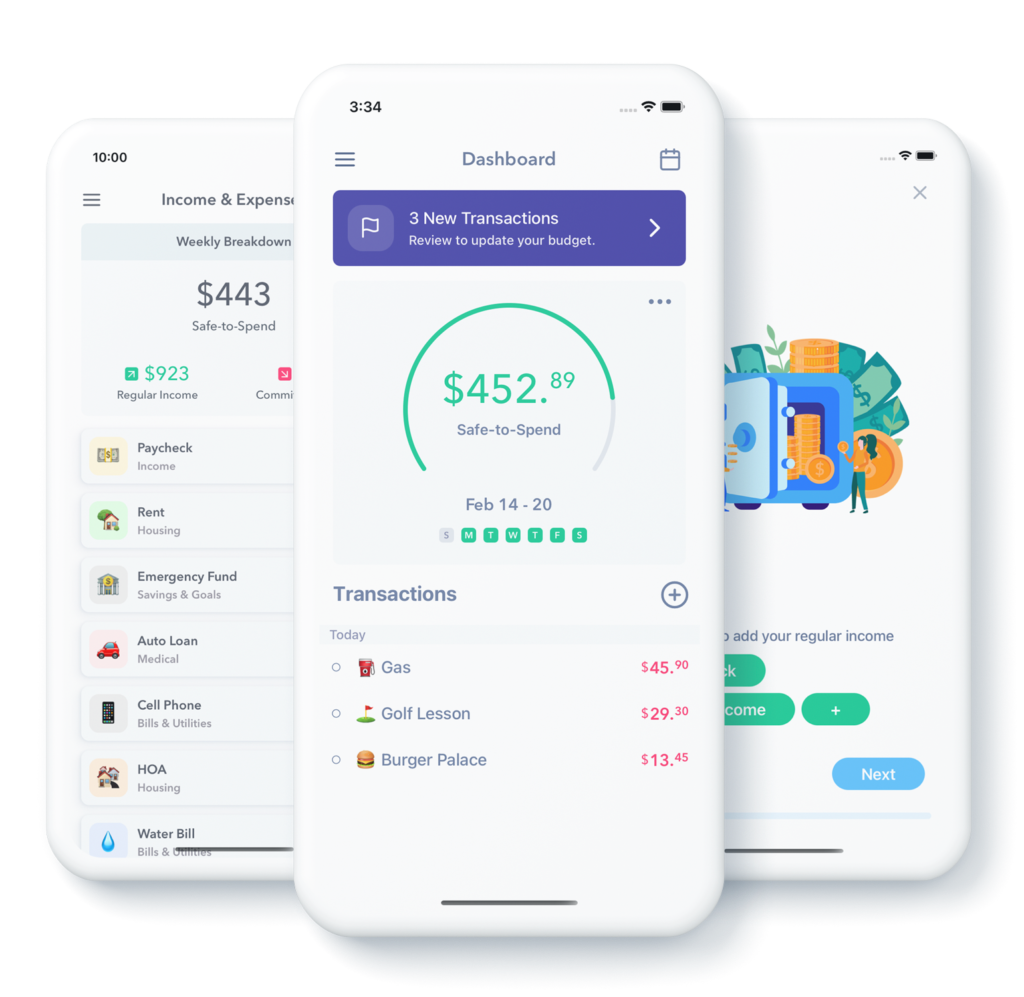 10:00
Income & Expense
Weekly Breakdown
$443
Safe-to-Spend
$923
Regular Income
Paycheck
Income
Rent
Housing
Emergency Fund
Savings & Goals
Auto Loan
Medical
Cell Phone
Bills & Utilities
HOA
Housing
Water Bill
Bills & Utilities
3:34
Dashboard
3 New Transactions
Review to update your budget.
$452.89
Safe-to-Spend
Feb 14 - 20
S M T W T F S
Transactions
Today
Gas $45.90
Golf Lesson $29.30
Burger Palace $13.45
add your regular income
+
Next